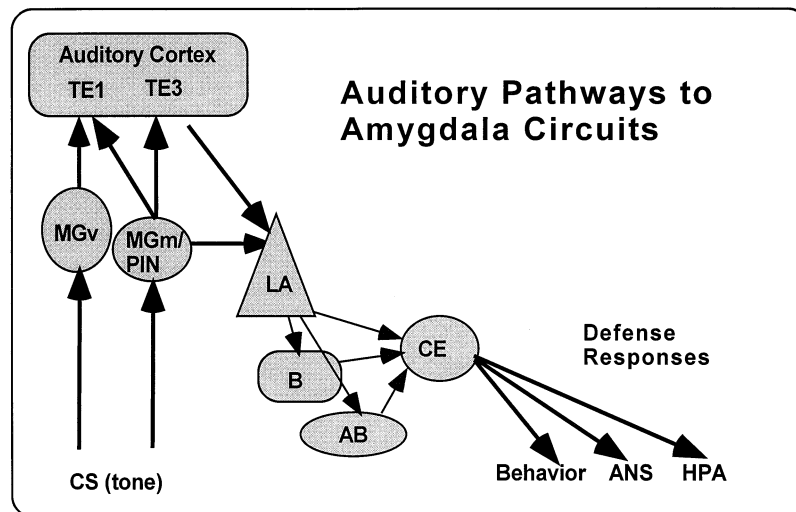 Auditory Cortex
TE1 TE3
Auditory Pathways to
Amygdala Circuits
MGv
MGm/
PIN
LA
CE
B
AB
Defense
Responses
CS (tone)
Behavior ANS HPA